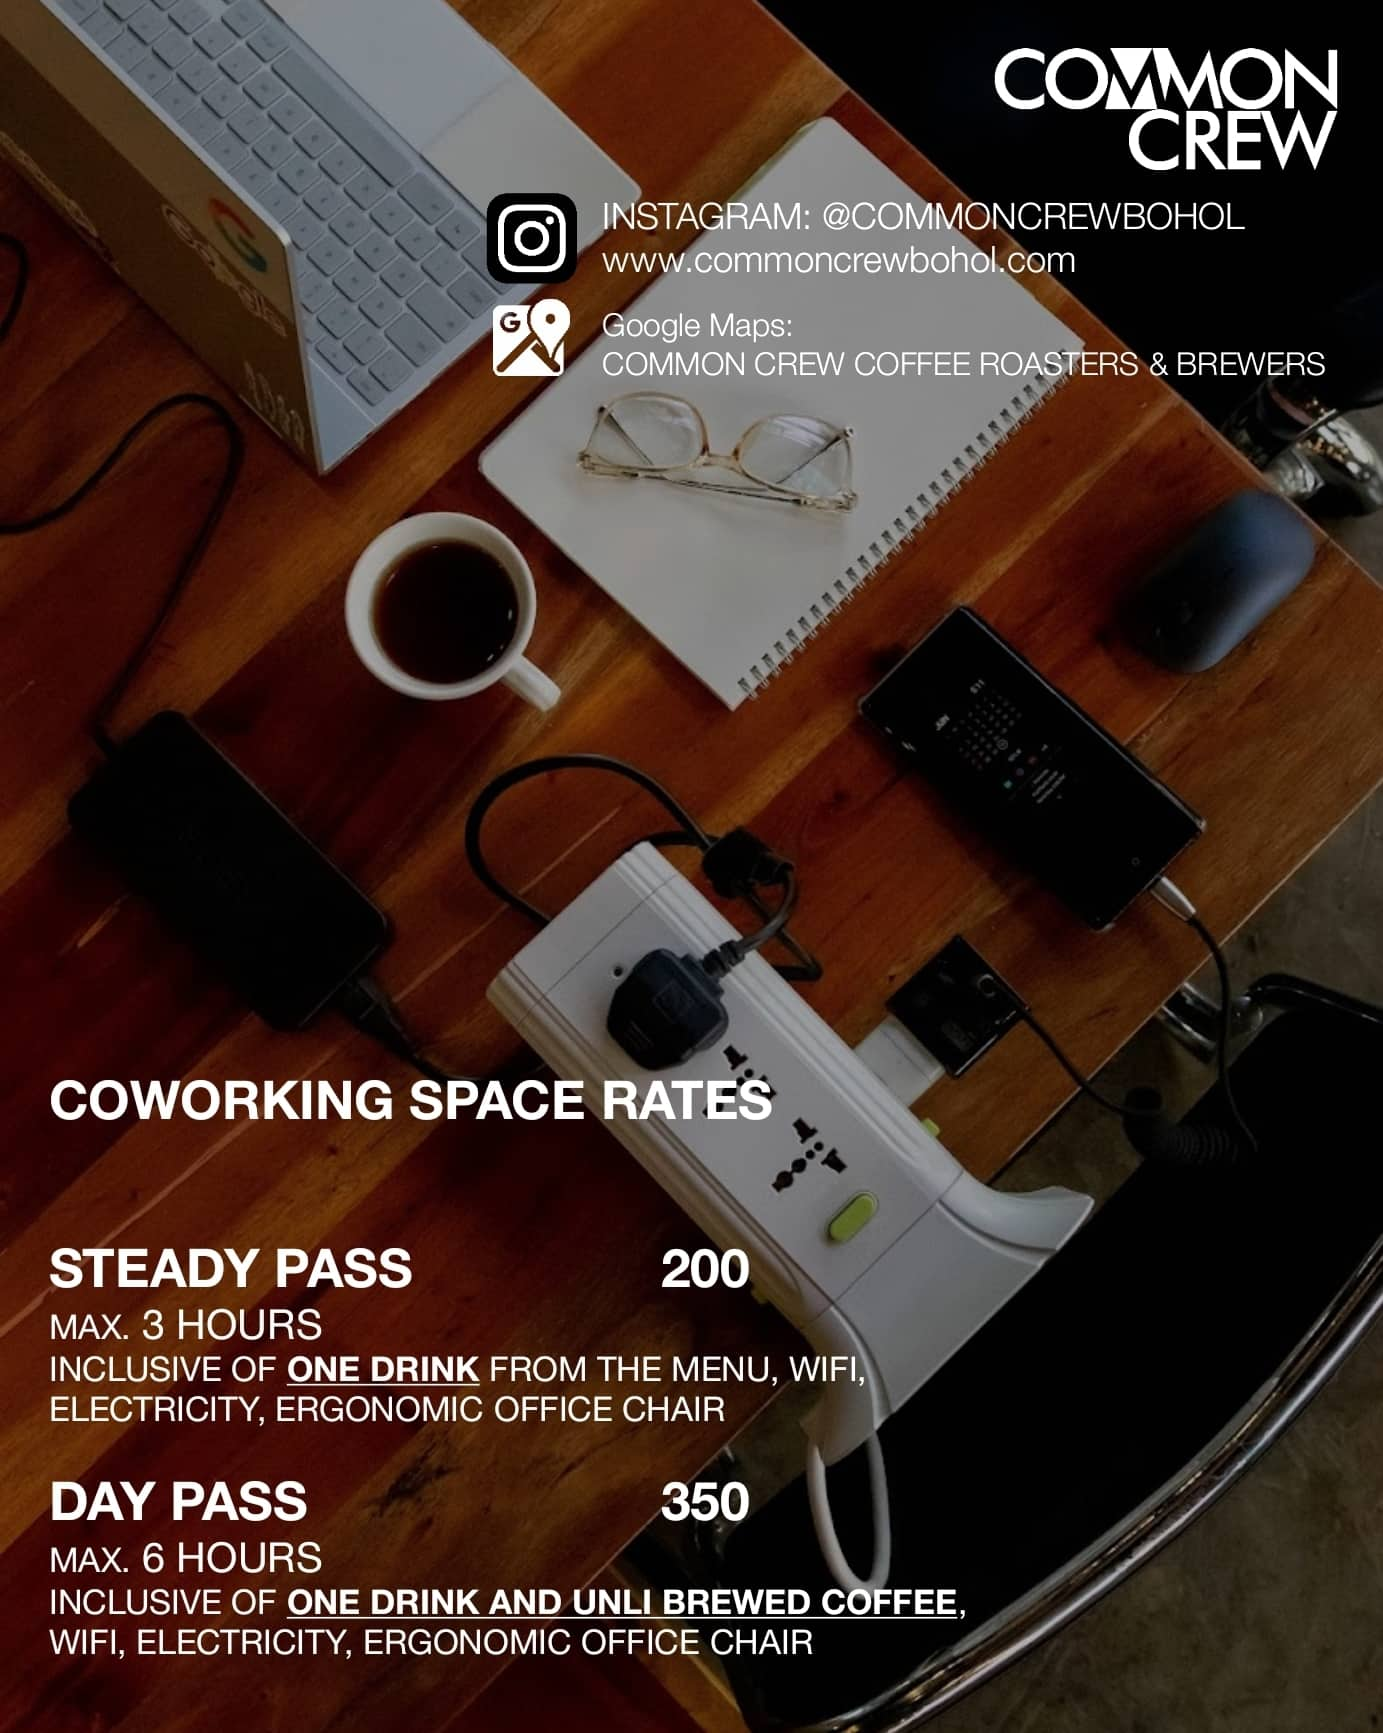 COMMON
CREW
INSTAGRAM: @COMMONCREWBOHOL
www.commoncrewbohol.com
G
Google Maps:
COMMON CREW COFFEE ROASTERS & BREWERS
COWORKING SPACE RATES
STEADY PASS 200
MAX. 3 HOURS
INCLUSIVE OF ONE DRINK FROM THE MENU, WIFI,
ELECTRICITY, ERGONOMIC OFFICE CHAIR
DAY PASS 350
MAX. 6 HOURS
INCLUSIVE OF ONE DRINK AND UNLI BREWED COFFEE,
WIFI, ELECTRICITY, ERGONOMIC OFFICE CHAIR